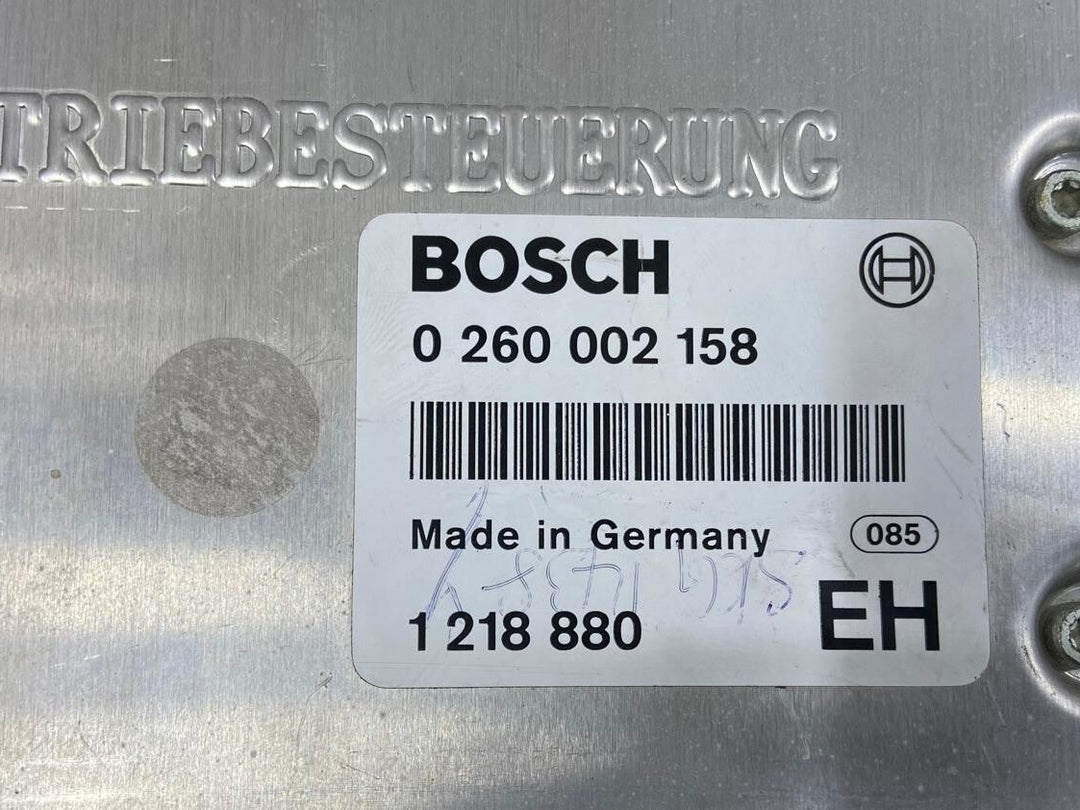 TRIEBESTEUERUNG
BOSCH
0 260 002 158
Made in Germany 085
1 218 880 EH